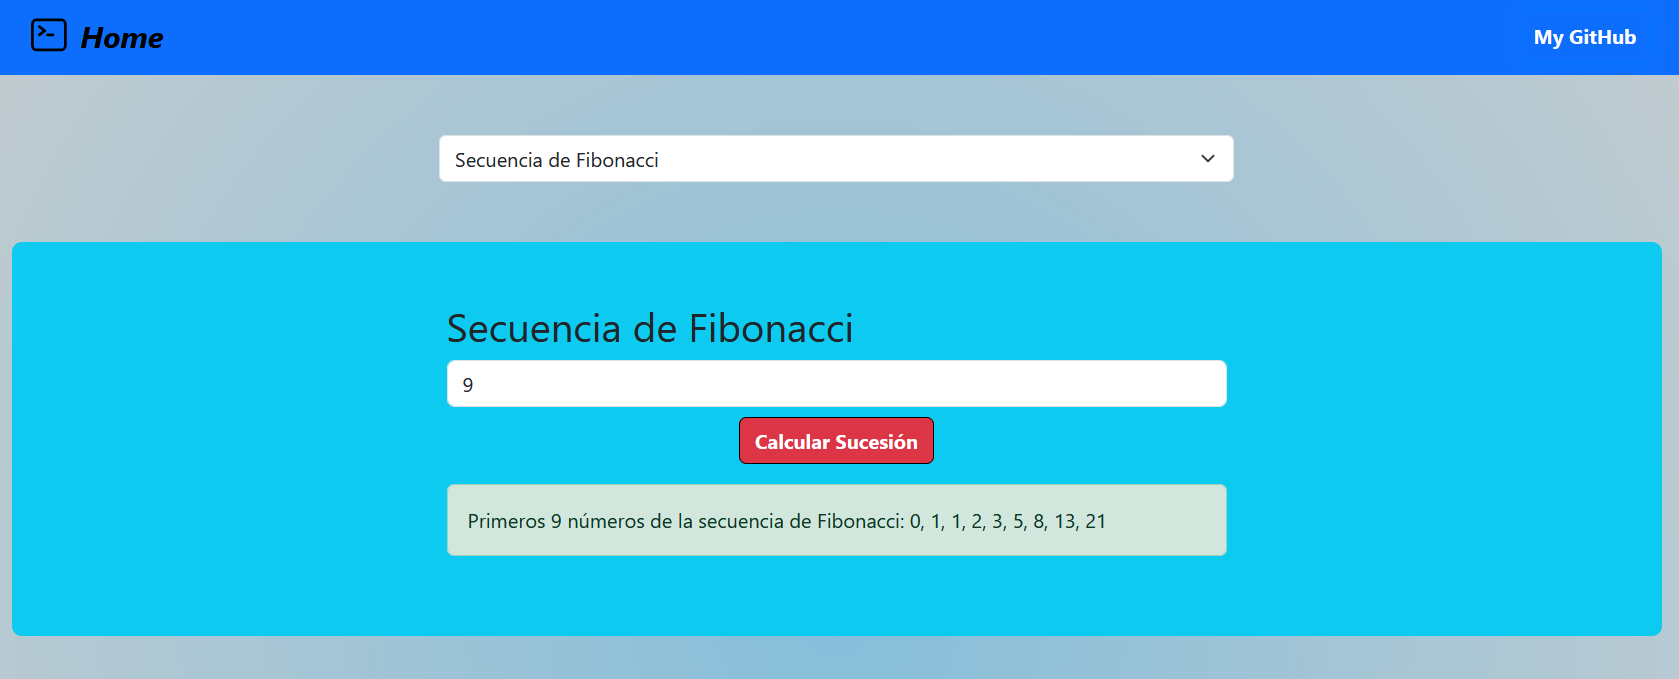 Home
My GitHub
Secuencia de Fibonacci
Secuencia de Fibonacci
9
Calcular Sucesión
Primeros 9 números de la secuencia de Fibonacci: 0, 1, 1, 2, 3, 5, 8, 13, 21